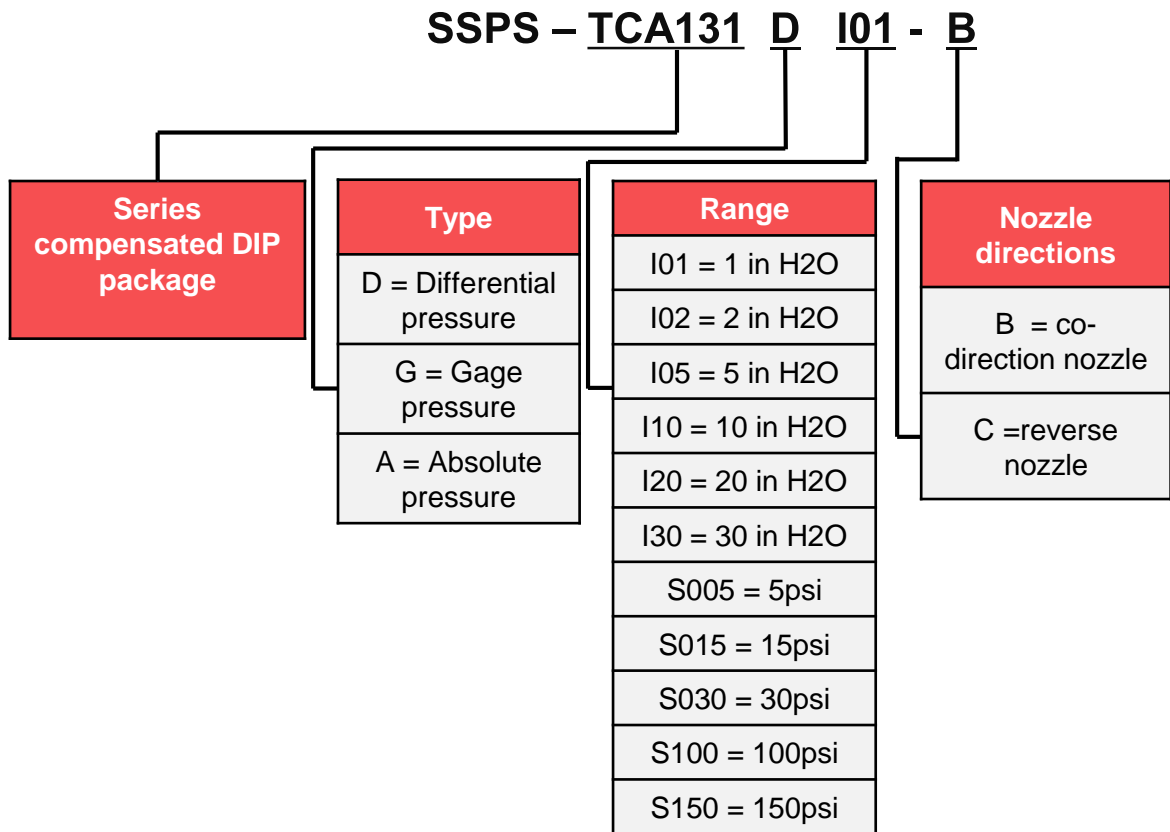 SSPS – TCA131 D I01 - B
Series
compensated DIP
package
Type
D = Differential
pressure
G = Gage
pressure
A = Absolute
pressure
Range
I01 = 1 in H2O
I02 = 2 in H2O
I05 = 5 in H2O
I10 = 10 in H2O
I20 = 20 in H2O
I30 = 30 in H2O
S005 = 5psi
S015 = 15psi
S030 = 30psi
S100 = 100psi
S150 = 150psi
Nozzle
directions
B = co-
direction nozzle
C =reverse
nozzle